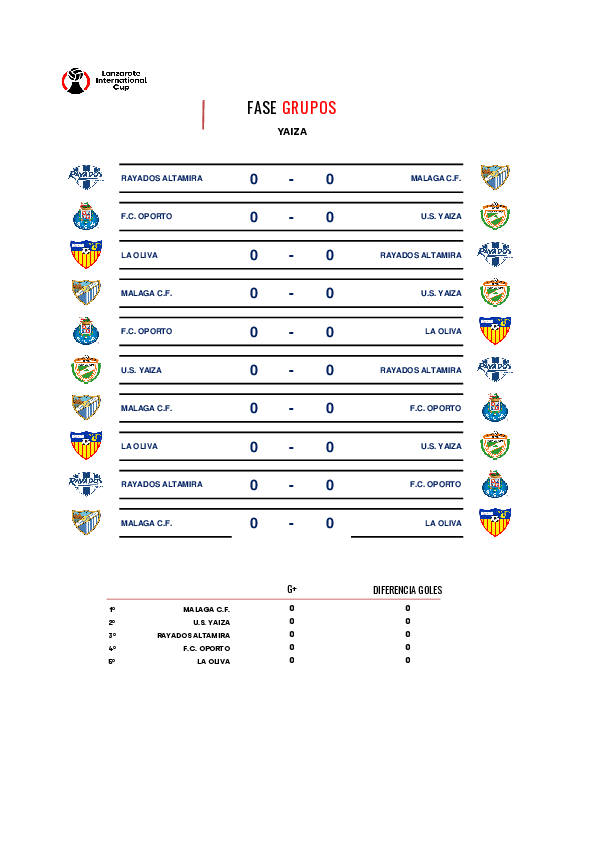 Lanzarote
International
Cup
FASE GRUPOS
YAIZA
RAYADOS ALTAMIRA 0 - 0 MALAGA C.F.
F.C. OPORTO 0 - 0 U.S. YAIZA
LA OLIVA 0 - 0 RAYADOS ALTAMIRA
MALAGA C.F. 0 - 0 U.S. YAIZA
F.C. OPORTO 0 - 0 LA OLIVA
U.S. YAIZA 0 - 0 RAYADOS ALTAMIRA
MALAGA C.F. 0 - 0 F.C. OPORTO
LA OLIVA 0 - 0 U.S. YAIZA
RAYADOS ALTAMIRA 0 - 0 F.C. OPORTO
MALAGA C.F. 0 - 0 LA OLIVA
G+ DIFERENCIA GOLES
1º MALAGA C.F. 0 0
2º U.S. YAIZA 0 0
3º RAYADOS ALTAMIRA 0 0
4º F.C. OPORTO 0 0
5º LA OLIVA 0 0